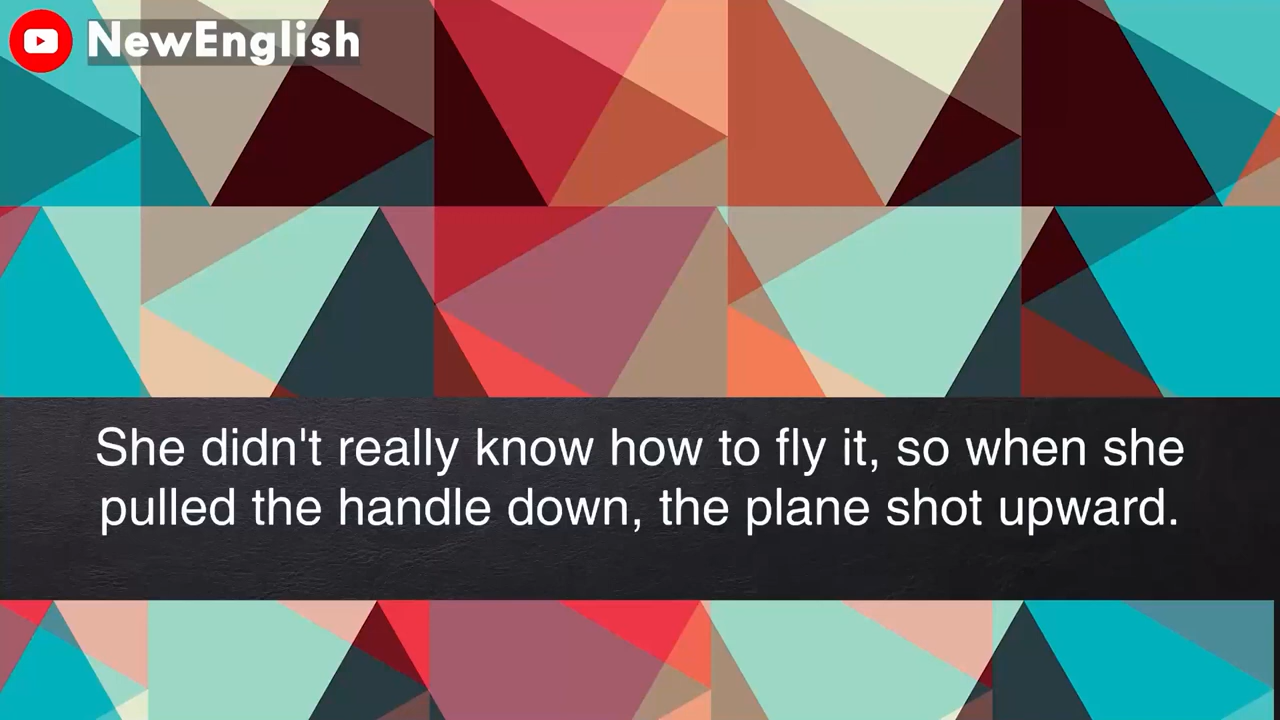 NewEnglish
She didn't really know how to fly it, so when she
pulled the handle down, the plane shot upward.